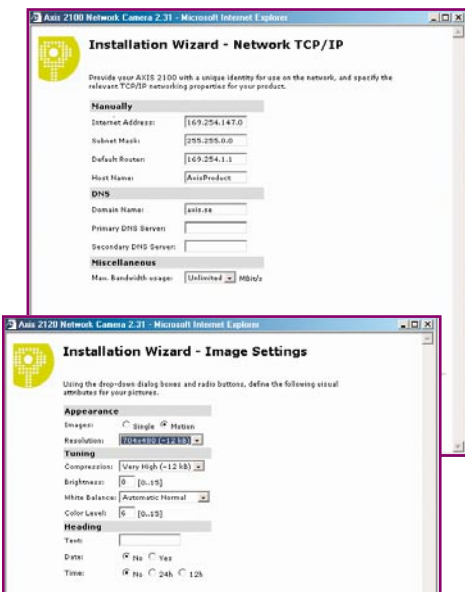 Axis 2100 Network Camera 2.31 - Microsoft Internet Explorer
Installation Wizard - Network TCP/IP
Provide your AXIS 2100 with a unique identity for use on the network, and specify the
relevant TCP/IP networking properties for your product.
Manually
Internet Address: 169.254.147.0
Subnet Mask: 255.255.0.0
Default Router: 169.254.1.1
Host Name: AxisProduct
DNS
Domain Name: axis.se
Primary DNS Server:
Secondary DNS Server:
Miscellaneous
Max. Bandwidth usage: Unlimited MBit/s
Axis 2120 Network Camera 2.31 - Microsoft Internet Explorer
Installation Wizard - Image Settings
Using the drop-down dialog boxes and radio buttons, define the following visual
attributes for your pictures.
Appearance
Images: Single Motion
Resolution: 704x480 (~12 kB)
Tuning
Compression: Very High (~12 kB)
Brightness: 0 [0..15]
White Balance: Automatic Normal
Color Level: 6 [0..15]
Heading
Text:
Date: No Yes
Time: No 24h 12h